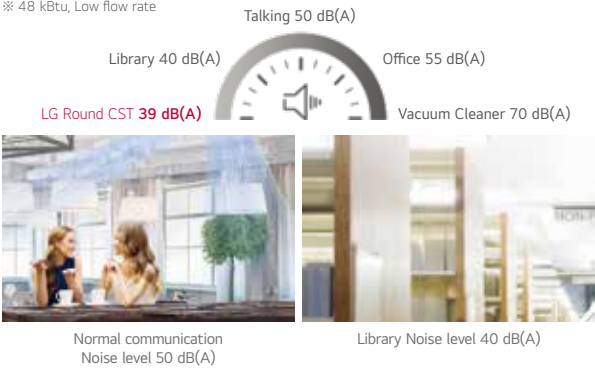 ※ 48 kBtu, Low flow rate
Talking 50 dB(A)
Library 40 dB(A)
Office 55 dB(A)
LG Round CST 39 dB(A)
Vacuum Cleaner 70 dB(A)
Normal communication
Noise level 50 dB(A)
Library Noise level 40 dB(A)